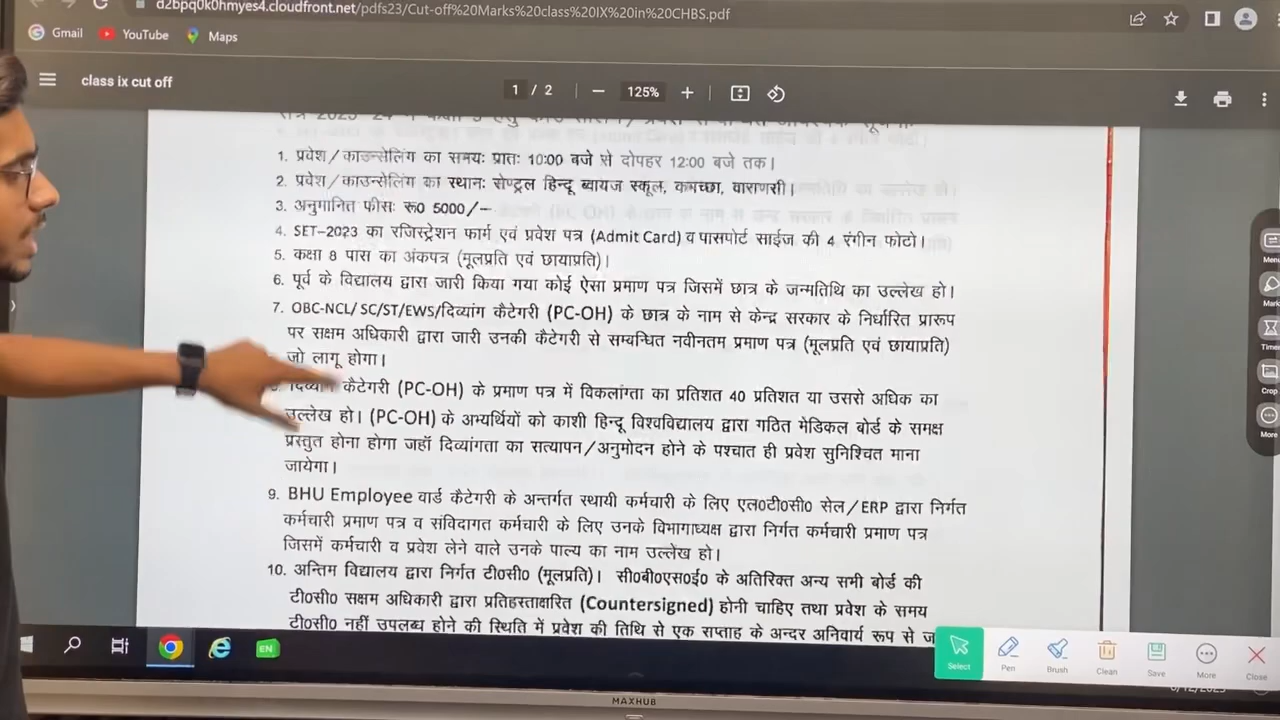 d2bpq0k0hmyes4.cloudfront.net/pdfs23/Cut-off%20Marks%20class%20IX%20in%20CHBS.pdf
Gmail YouTube Maps
class ix cut off
1 / 2 125%
1. प्रवेश/काउन्सेलिंग का समयः प्रातः 10:00 बजे से दोपहर 12:00 बजे तक।
2. प्रवेश/काउन्सेलिंग का स्थानः सेण्ट्रल हिन्दू ब्वायज स्कूल, कमच्छा, वाराणसी।
3. अनुमानित फीसः रू0 5000/-
4. SET-2023 का रजिस्ट्रेशन फार्म एवं प्रवेश पत्र (Admit Card) व पासपोर्ट साईज की 4 रंगीन फोटो।
5. कक्षा 8 पास का अंकपत्र (मूलप्रति एवं छायाप्रति)।
6. पूर्व के विद्यालय द्वारा जारी किया गया कोई ऐसा प्रमाण पत्र जिसमें छात्र के जन्मतिथि का उल्लेख हो।
7. OBC-NCL/ SC/ST/EWS/दिव्यांग कैटेगरी (PC-OH) के छात्र के नाम से केन्द्र सरकार के निर्धारित प्रारूप
पर सक्षम अधिकारी द्वारा जारी उनकी कैटेगरी से सम्बन्धित नवीनतम प्रमाण पत्र (मूलप्रति एवं छायाप्रति)
जो लागू होगा।
दिव्यांग कैटेगरी (PC-OH) के प्रमाण पत्र में विकलांगता का प्रतिशत 40 प्रतिशत या उससे अधिक का
उल्लेख हो। (PC-OH) के अभ्यर्थियों को काशी हिन्दू विश्वविद्यालय द्वारा गठित मेडिकल बोर्ड के समक्ष
प्रस्तुत होना होगा जहाँ दिव्यांगता का सत्यापन/अनुमोदन होने के पश्चात ही प्रवेश सुनिश्चित माना
जायेगा।
9. BHU Employee वार्ड कैटेगरी के अन्तर्गत स्थायी कर्मचारी के लिए एल0टी0सी0 सेल/ERP द्वारा निर्गत
कर्मचारी प्रमाण पत्र व संविदागत कर्मचारी के लिए उनके विभागाध्यक्ष द्वारा निर्गत कर्मचारी प्रमाण पत्र
जिसमें कर्मचारी व प्रवेश लेने वाले उनके पाल्य का नाम उल्लेख हो।
10. अन्तिम विद्यालय द्वारा निर्गत टी0सी0 (मूलप्रति)। सी0बी0एस0ई0 के अतिरिक्त अन्य सभी बोर्ड की
टी0सी0 सक्षम अधिकारी द्वारा प्रतिहस्ताक्षरित (Countersigned) होनी चाहिए तथा प्रवेश के समय
टी0सी0 नहीं उपलब्ध होने की स्थिति में प्रवेश की तिथि से एक सप्ताह के अन्दर अनिवार्य रूप से
Menu
Mark
Timer
Crop
More
EN
Select Pen Brush Clean Save More Close
MAXHUB